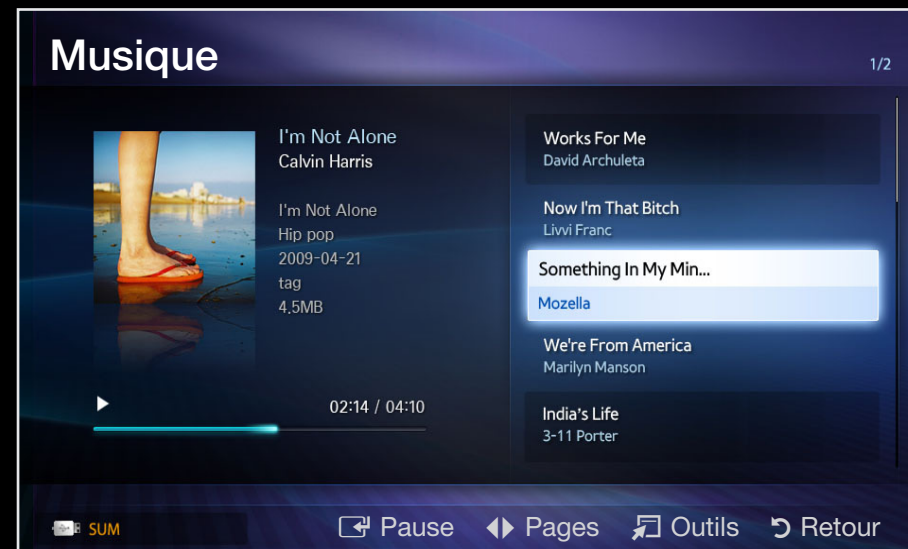 Musique
1/2
I'm Not Alone
Calvin Harris
I'm Not Alone
Hip pop
2009-04-21
tag
4,5MB
02:14 / 04:10
Works For Me
David Archuleta
Now I'm That Bitch
Livvi Franc
Something In My Min...
Mozella
We're From America
Marilyn Manson
India's Life
3-11 Porter
SUM
Pause Pages Outils Retour